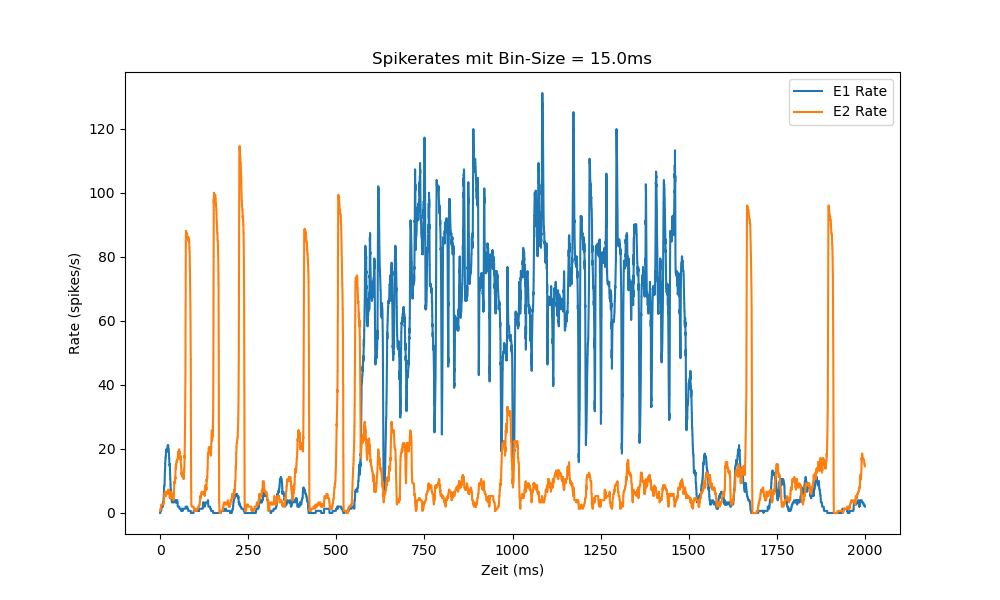 Spikerates mit Bin-Size = 15.0ms
E1 Rate
E2 Rate
120
100
80
60
40
20
0
Rate (spikes/s)
0 250 500 750 1000 1250 1500 1750 2000
Zeit (ms)